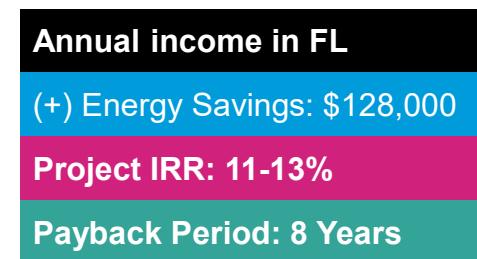 Annual income in FL
(+) Energy Savings: $128,000
Project IRR: 11-13%
Payback Period: 8 Years